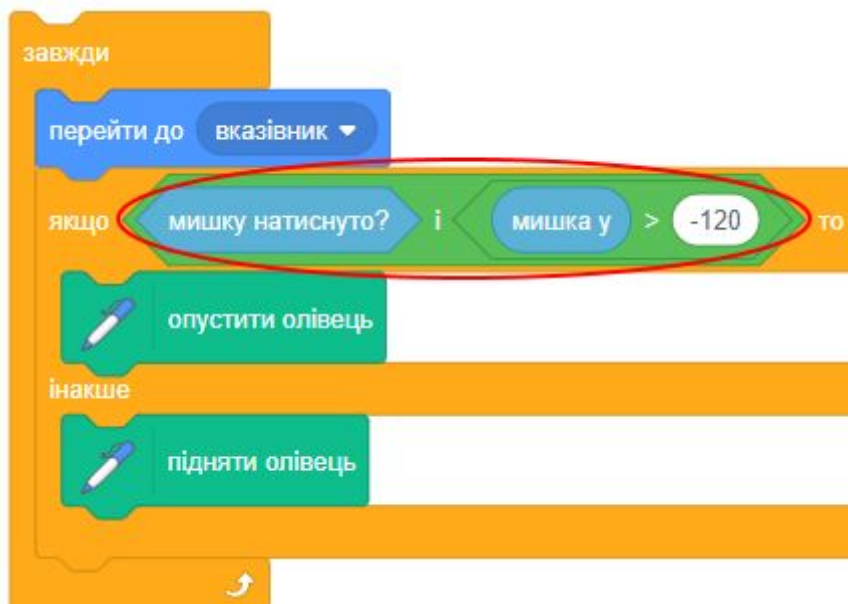 завжди
перейти до вказівник
якщо мишку натиснуто? і мишка y > -120 то
опустити олівець
інакше
підняти олівець